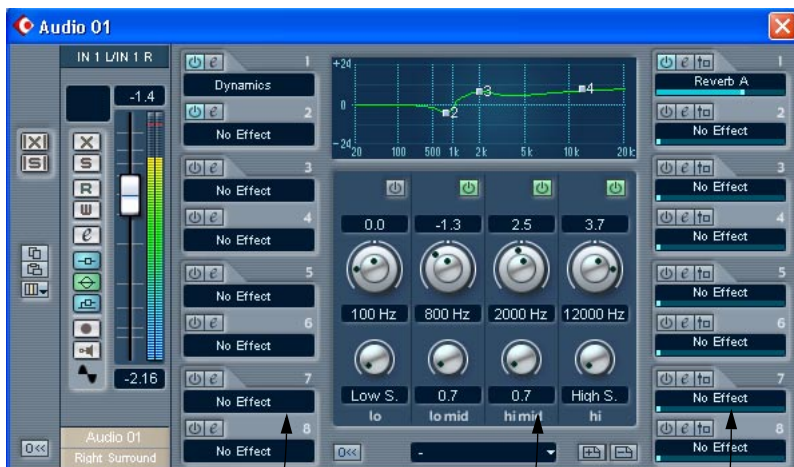 Audio 01
IN 1 L/IN 1 R
-1.4
X
S
R
W
e
-2.16
Audio 01
Right Surround
|X|
|S|
0<<
e 1
Dynamics
e 2
No Effect
e 3
No Effect
e 4
No Effect
e 5
No Effect
e 6
No Effect
e 7
No Effect
e 8
No Effect
+24
0
-24
2 3 4
20 100 500 1k 2k 5k 10k 20k
0.0 -1.3 2.5 3.7
100 Hz 800 Hz 2000 Hz 12000 Hz
Low S. 0.7 0.7 High S.
lo lo mid hi mid hi
0<< -
e 1
Reverb A
e 2
No Effect
e 3
No Effect
e 4
No Effect
e 5
No Effect
e 6
No Effect
e 7
No Effect
e 8
No Effect